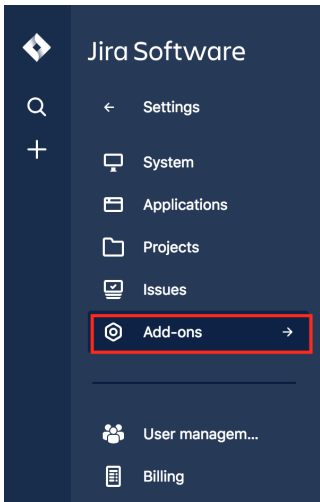 Jira Software
Settings
System
Applications
Projects
Issues
Add-ons
User managem...
Billing